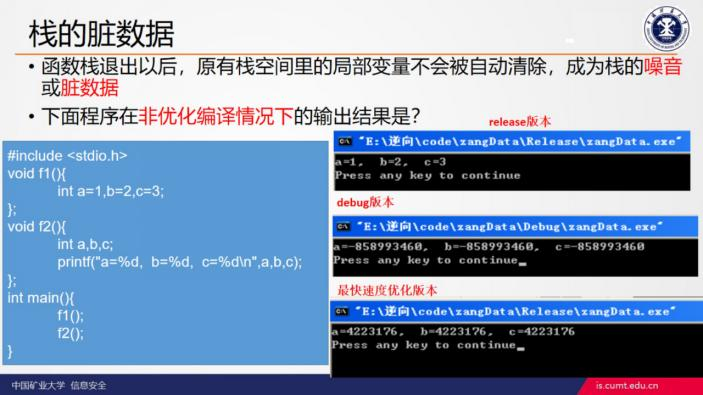 栈的脏数据
• 函数栈退出以后，原有栈空间里的局部变量不会被自动清除，成为栈的噪音
或脏数据
• 下面程序在非优化编译情况下的输出结果是？
#include <stdio.h>
void f1(){
int a=1,b=2,c=3;
};
void f2(){
int a,b,c;
printf("a=%d, b=%d, c=%d\n",a,b,c);
};
int main(){
f1();
f2();
}
release版本
"E:\逆向\code\zangData\Release\zangData.exe"
a=1, b=2, c=3
Press any key to continue
debug版本
"E:\逆向\code\zangData\Debug\zangData.exe"
a=-858993460, b=-858993460, c=-858993460
Press any key to continue_
最快速度优化版本
"E:\逆向\code\zangData\Release\zangData.exe"
a=4223176, b=4223176, c=4223176
Press any key to continue_
中国矿业大学 信息安全
is.cumt.edu.cn